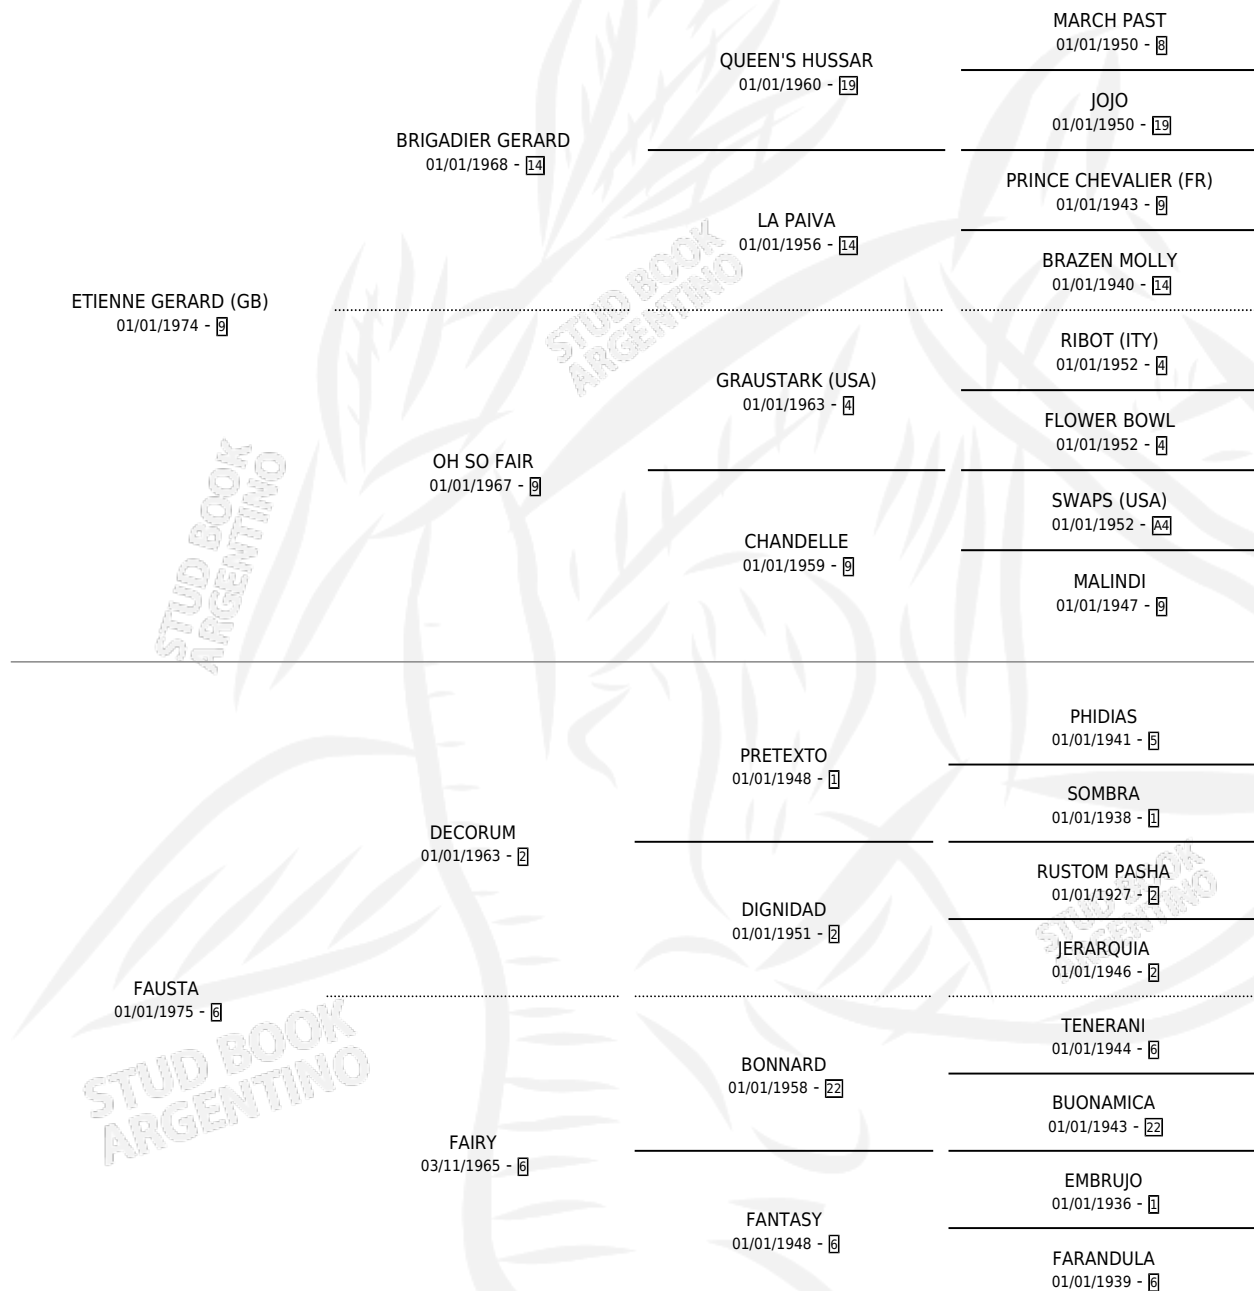 MARCH PAST
01/01/1950 - 8
QUEEN'S HUSSAR
01/01/1960 - 19
JOJO
01/01/1950 - 19
BRIGADIER GERARD
01/01/1968 - 14
PRINCE CHEVALIER (FR)
01/01/1943 - 9
LA PAIVA
01/01/1956 - 14
BRAZEN MOLLY
01/01/1940 - 14
ETIENNE GERARD (GB)
01/01/1974 - 9
RIBOT (ITY)
01/01/1952 - 4
GRAUSTARK (USA)
01/01/1963 - 4
FLOWER BOWL
01/01/1952 - 4
OH SO FAIR
01/01/1967 - 9
SWAPS (USA)
01/01/1952 - A4
CHANDELLE
01/01/1959 - 9
MALINDI
01/01/1947 - 9
STUD BOOK
ARGENTINO
STUD BOOK
ARGENTINO
PHIDIAS
01/01/1941 - 5
PRETEXTO
01/01/1948 - 1
SOMBRA
01/01/1938 - 1
DECORUM
01/01/1963 - 2
RUSTOM PASHA
01/01/1927 - 2
DIGNIDAD
01/01/1951 - 2
JERARQUIA
01/01/1946 - 2
STUD BOOK
ARGENTINO
FAUSTA
01/01/1975 - 6
TENERANI
01/01/1944 - 6
BONNARD
01/01/1958 - 22
BUONAMICA
01/01/1943 - 22
STUD BOOK
ARGENTINO
FAIRY
03/11/1965 - 6
EMBRUJO
01/01/1936 - 1
FANTASY
01/01/1948 - 6
FARANDULA
01/01/1939 - 6